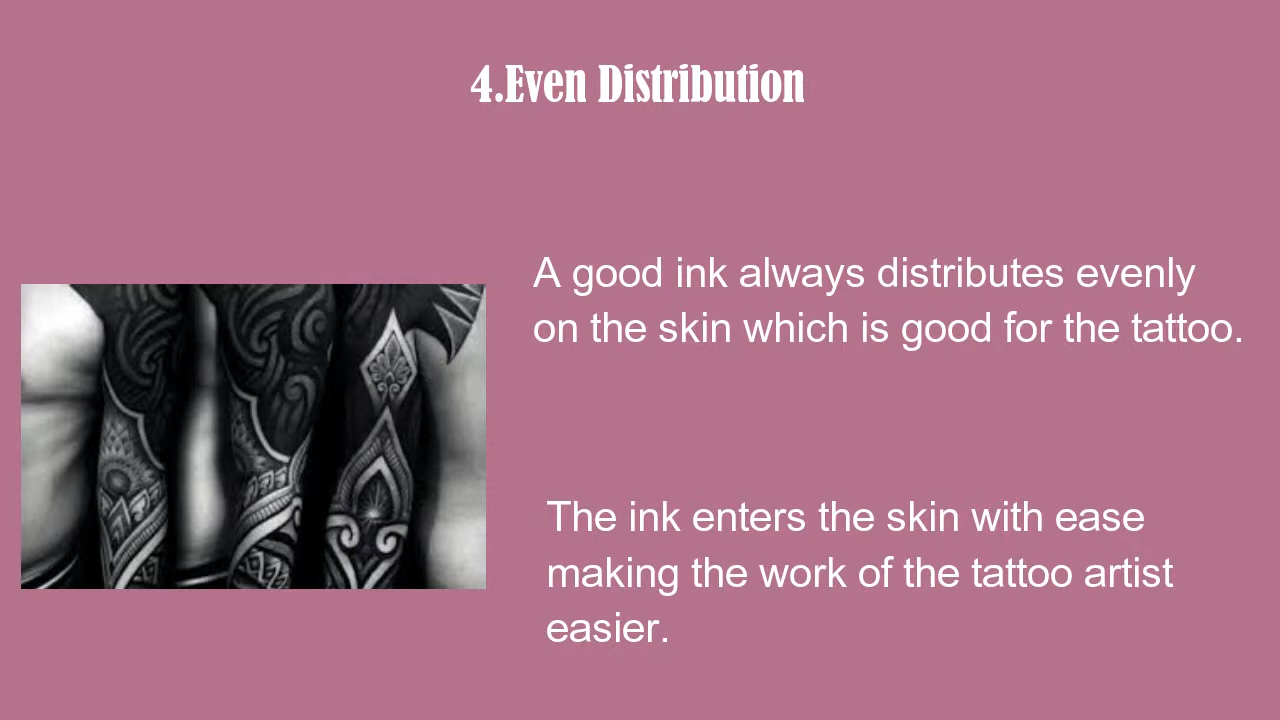 4.Even Distribution
A good ink always distributes evenly
on the skin which is good for the tattoo.
The ink enters the skin with ease
making the work of the tattoo artist
easier.